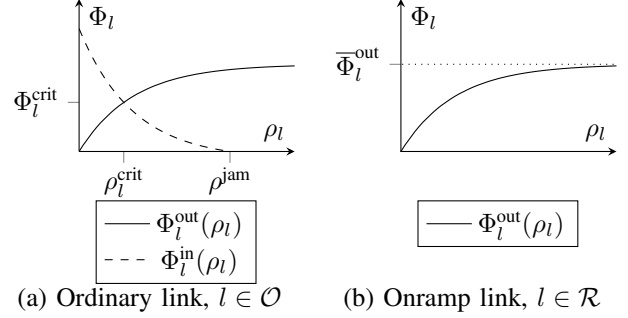 Φ_l
Φ_l^crit
ρ_l
ρ_l^crit
ρ^jam
Φ_l^out(ρ_l)
Φ_l^in(ρ_l)
(a) Ordinary link, l ∈ 𝒪
Φ_l
Φ̅_l^out
ρ_l
Φ_l^out(ρ_l)
(b) Onramp link, l ∈ ℛ